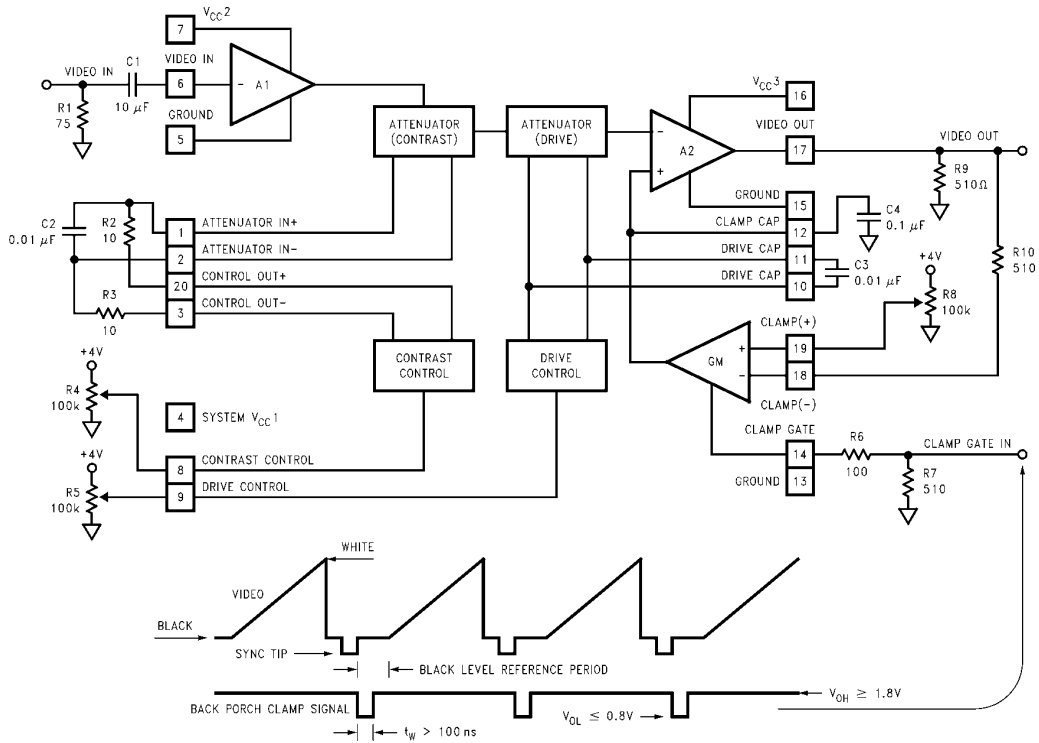 VCC2
7
VIDEO IN
C1
10 µF
VIDEO IN
6
-
A1
R1
75
GROUND
5
ATTENUATOR
(CONTRAST)
ATTENUATOR
(DRIVE)
VCC3
16
VIDEO OUT
-
A2
+
17
VIDEO OUT
R9
510Ω
GROUND
15
CLAMP CAP
12
C4
0.1 µF
DRIVE CAP
11
C3
0.01 µF
DRIVE CAP
10
R10
510
C2
0.01 µF
R2
10
1
ATTENUATOR IN+
2
ATTENUATOR IN-
20
CONTROL OUT+
3
CONTROL OUT-
R3
10
+4V
R8
100k
CLAMP(+)
GM
+
19
-
18
CLAMP(-)
CONTRAST
CONTROL
DRIVE
CONTROL
+4V
R4
100k
4
SYSTEM VCC1
8
CONTRAST CONTROL
+4V
R5
100k
9
DRIVE CONTROL
CLAMP GATE
14
R6
100
CLAMP GATE IN
GROUND
13
R7
510
WHITE
VIDEO
BLACK
SYNC TIP
BLACK LEVEL REFERENCE PERIOD
BACK PORCH CLAMP SIGNAL
VOL ≤ 0.8V
VOH ≥ 1.8V
tW > 100 ns